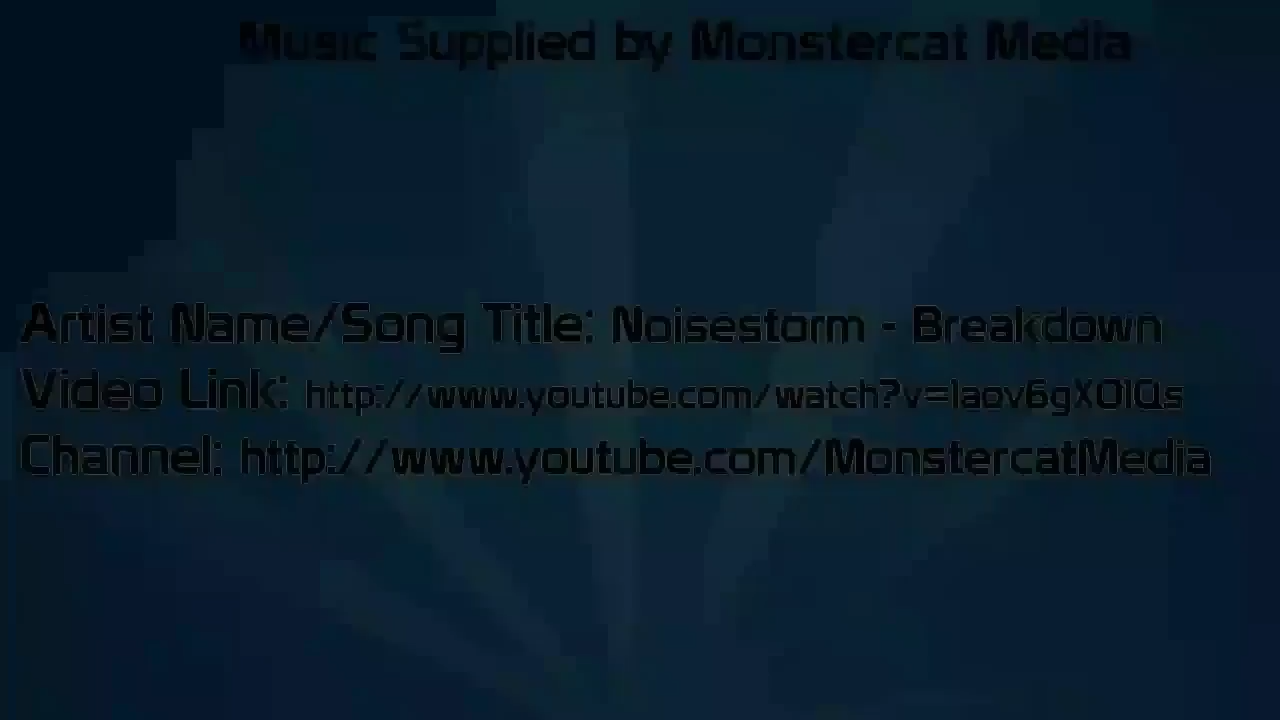 Music Supplied by Monstercat Media
Artist Name/Song Title: Noisestorm - Breakdown
Video Link: http://www.youtube.com/watch?v=1aov6gXO1Qs
Channel: http://www.youtube.com/MonstercatMedia